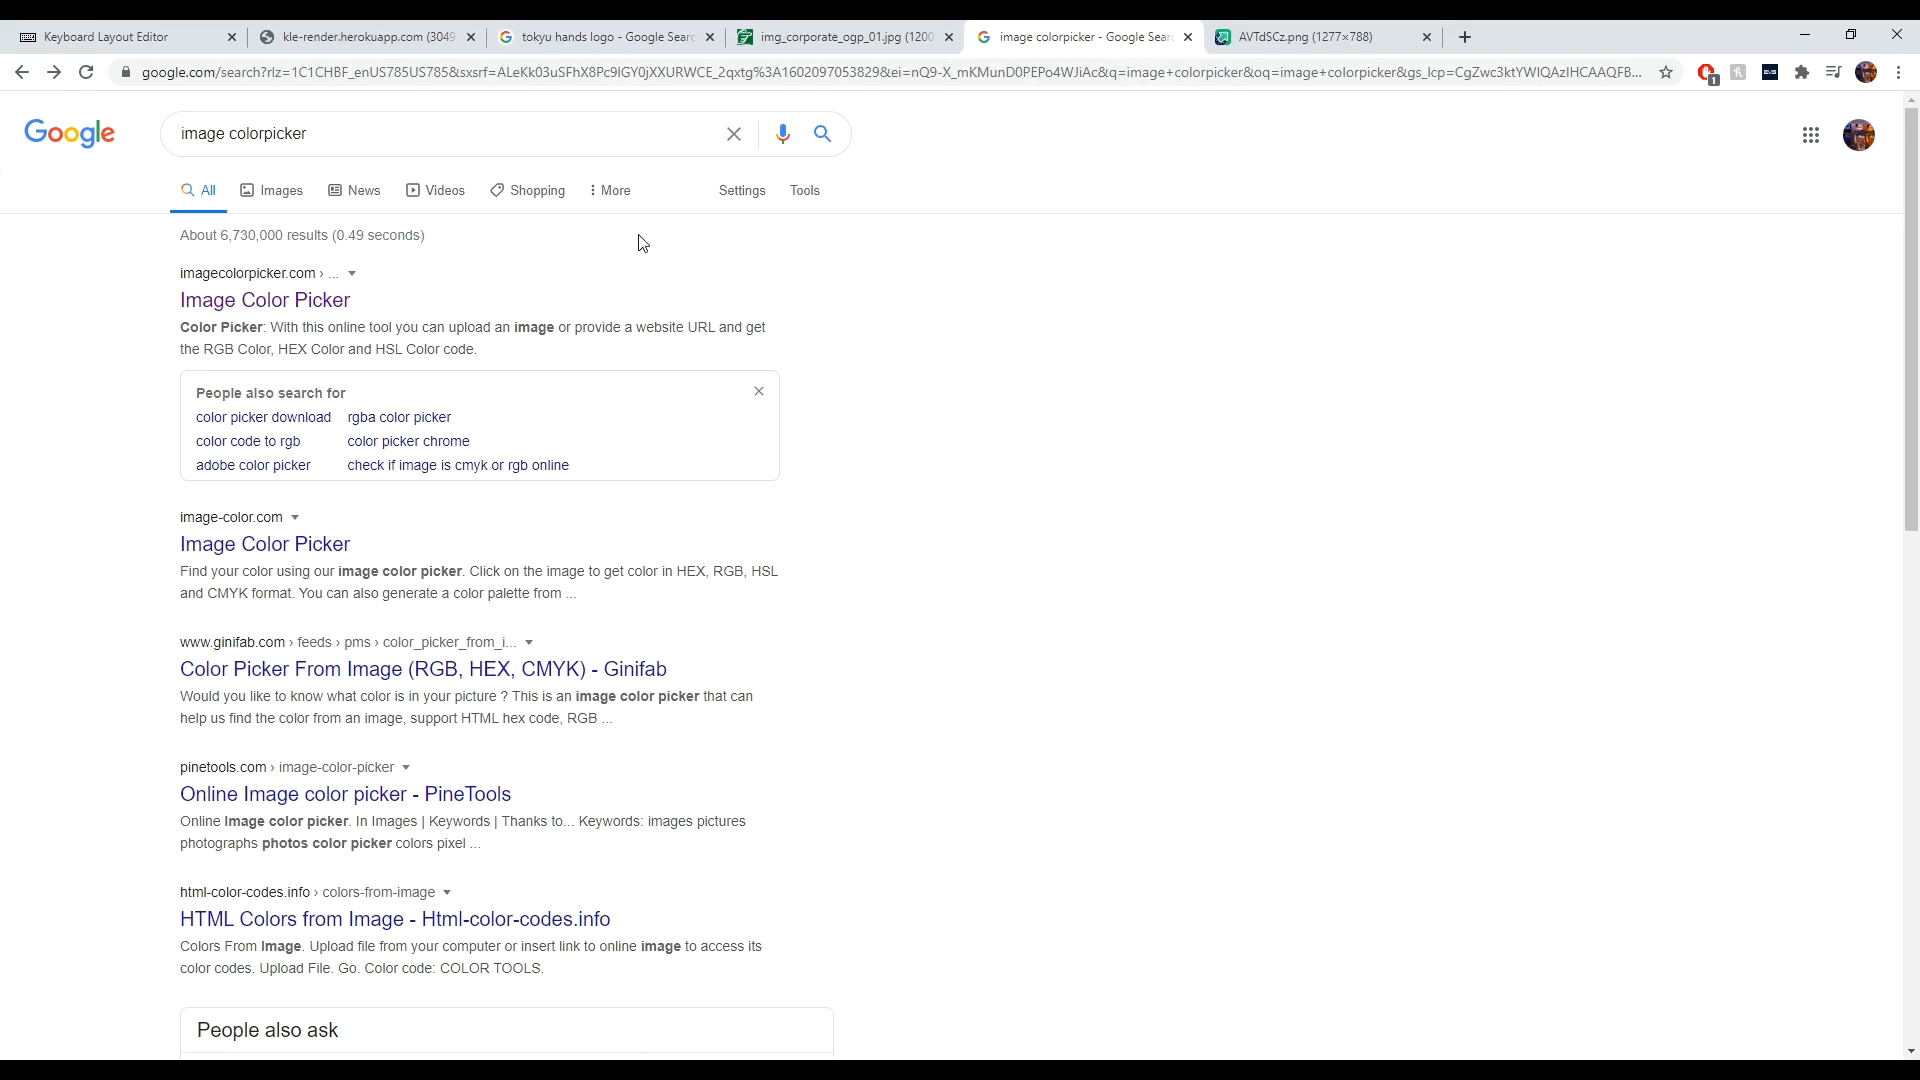 Keyboard Layout Editor
kle-render.herokuapp.com (3049
tokyu hands logo - Google Sear
img_corporate_ogp_01.jpg (1200
image colorpicker - Google Sear
AVTdSCz.png (1277×788)
google.com/search?rlz=1C1CHBF_enUS785US785&sxsrf=ALeKk03uSFhX8Pc9IGY0jXXURWCE_2qxtg%3A1602097053829&ei=nQ9-X_mKMunD0PEPo4WJiAc&q=image+colorpicker&oq=image+colorpicker&gs_lcp=CgZwc3ktYWIQAzIHCAAQFB...
1
Google
image colorpicker
All
Images
News
Videos
Shopping
More
Settings
Tools
About 6,730,000 results (0.49 seconds)
imagecolorpicker.com › ...
Image Color Picker
Color Picker: With this online tool you can upload an image or provide a website URL and get
the RGB Color, HEX Color and HSL Color code.
People also search for
color picker download rgba color picker
color code to rgb color picker chrome
adobe color picker check if image is cmyk or rgb online
image-color.com
Image Color Picker
Find your color using our image color picker. Click on the image to get color in HEX, RGB, HSL
and CMYK format. You can also generate a color palette from ...
www.ginifab.com › feeds › pms › color_picker_from_i...
Color Picker From Image (RGB, HEX, CMYK) - Ginifab
Would you like to know what color is in your picture ? This is an image color picker that can
help us find the color from an image, support HTML hex code, RGB ...
pinetools.com › image-color-picker
Online Image color picker - PineTools
Online Image color picker. In Images | Keywords | Thanks to... Keywords: images pictures
photographs photos color picker colors pixel ...
html-color-codes.info › colors-from-image
HTML Colors from Image - Html-color-codes.info
Colors From Image. Upload file from your computer or insert link to online image to access its
color codes. Upload File. Go. Color code: COLOR TOOLS.
People also ask